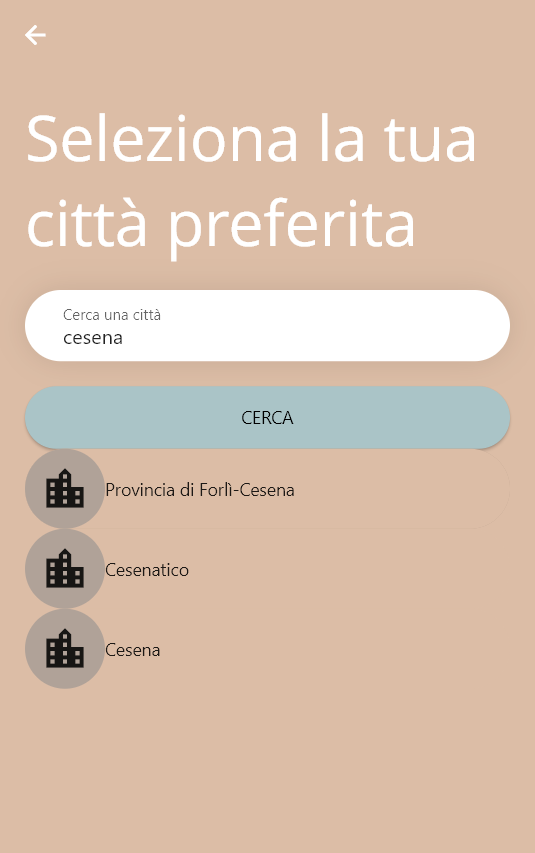 Seleziona la tua
città preferita
Cerca una città
cesena
CERCA
Provincia di Forlì-Cesena
Cesenatico
Cesena